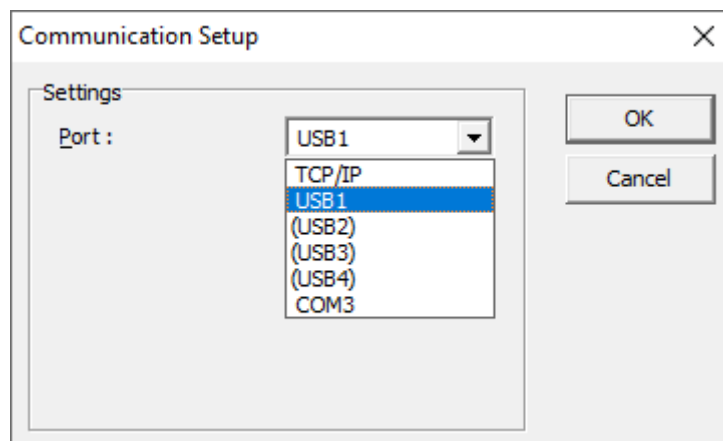 Communication Setup
Settings
Port :
USB1
TCP/IP
USB1
(USB2)
(USB3)
(USB4)
COM3
OK
Cancel